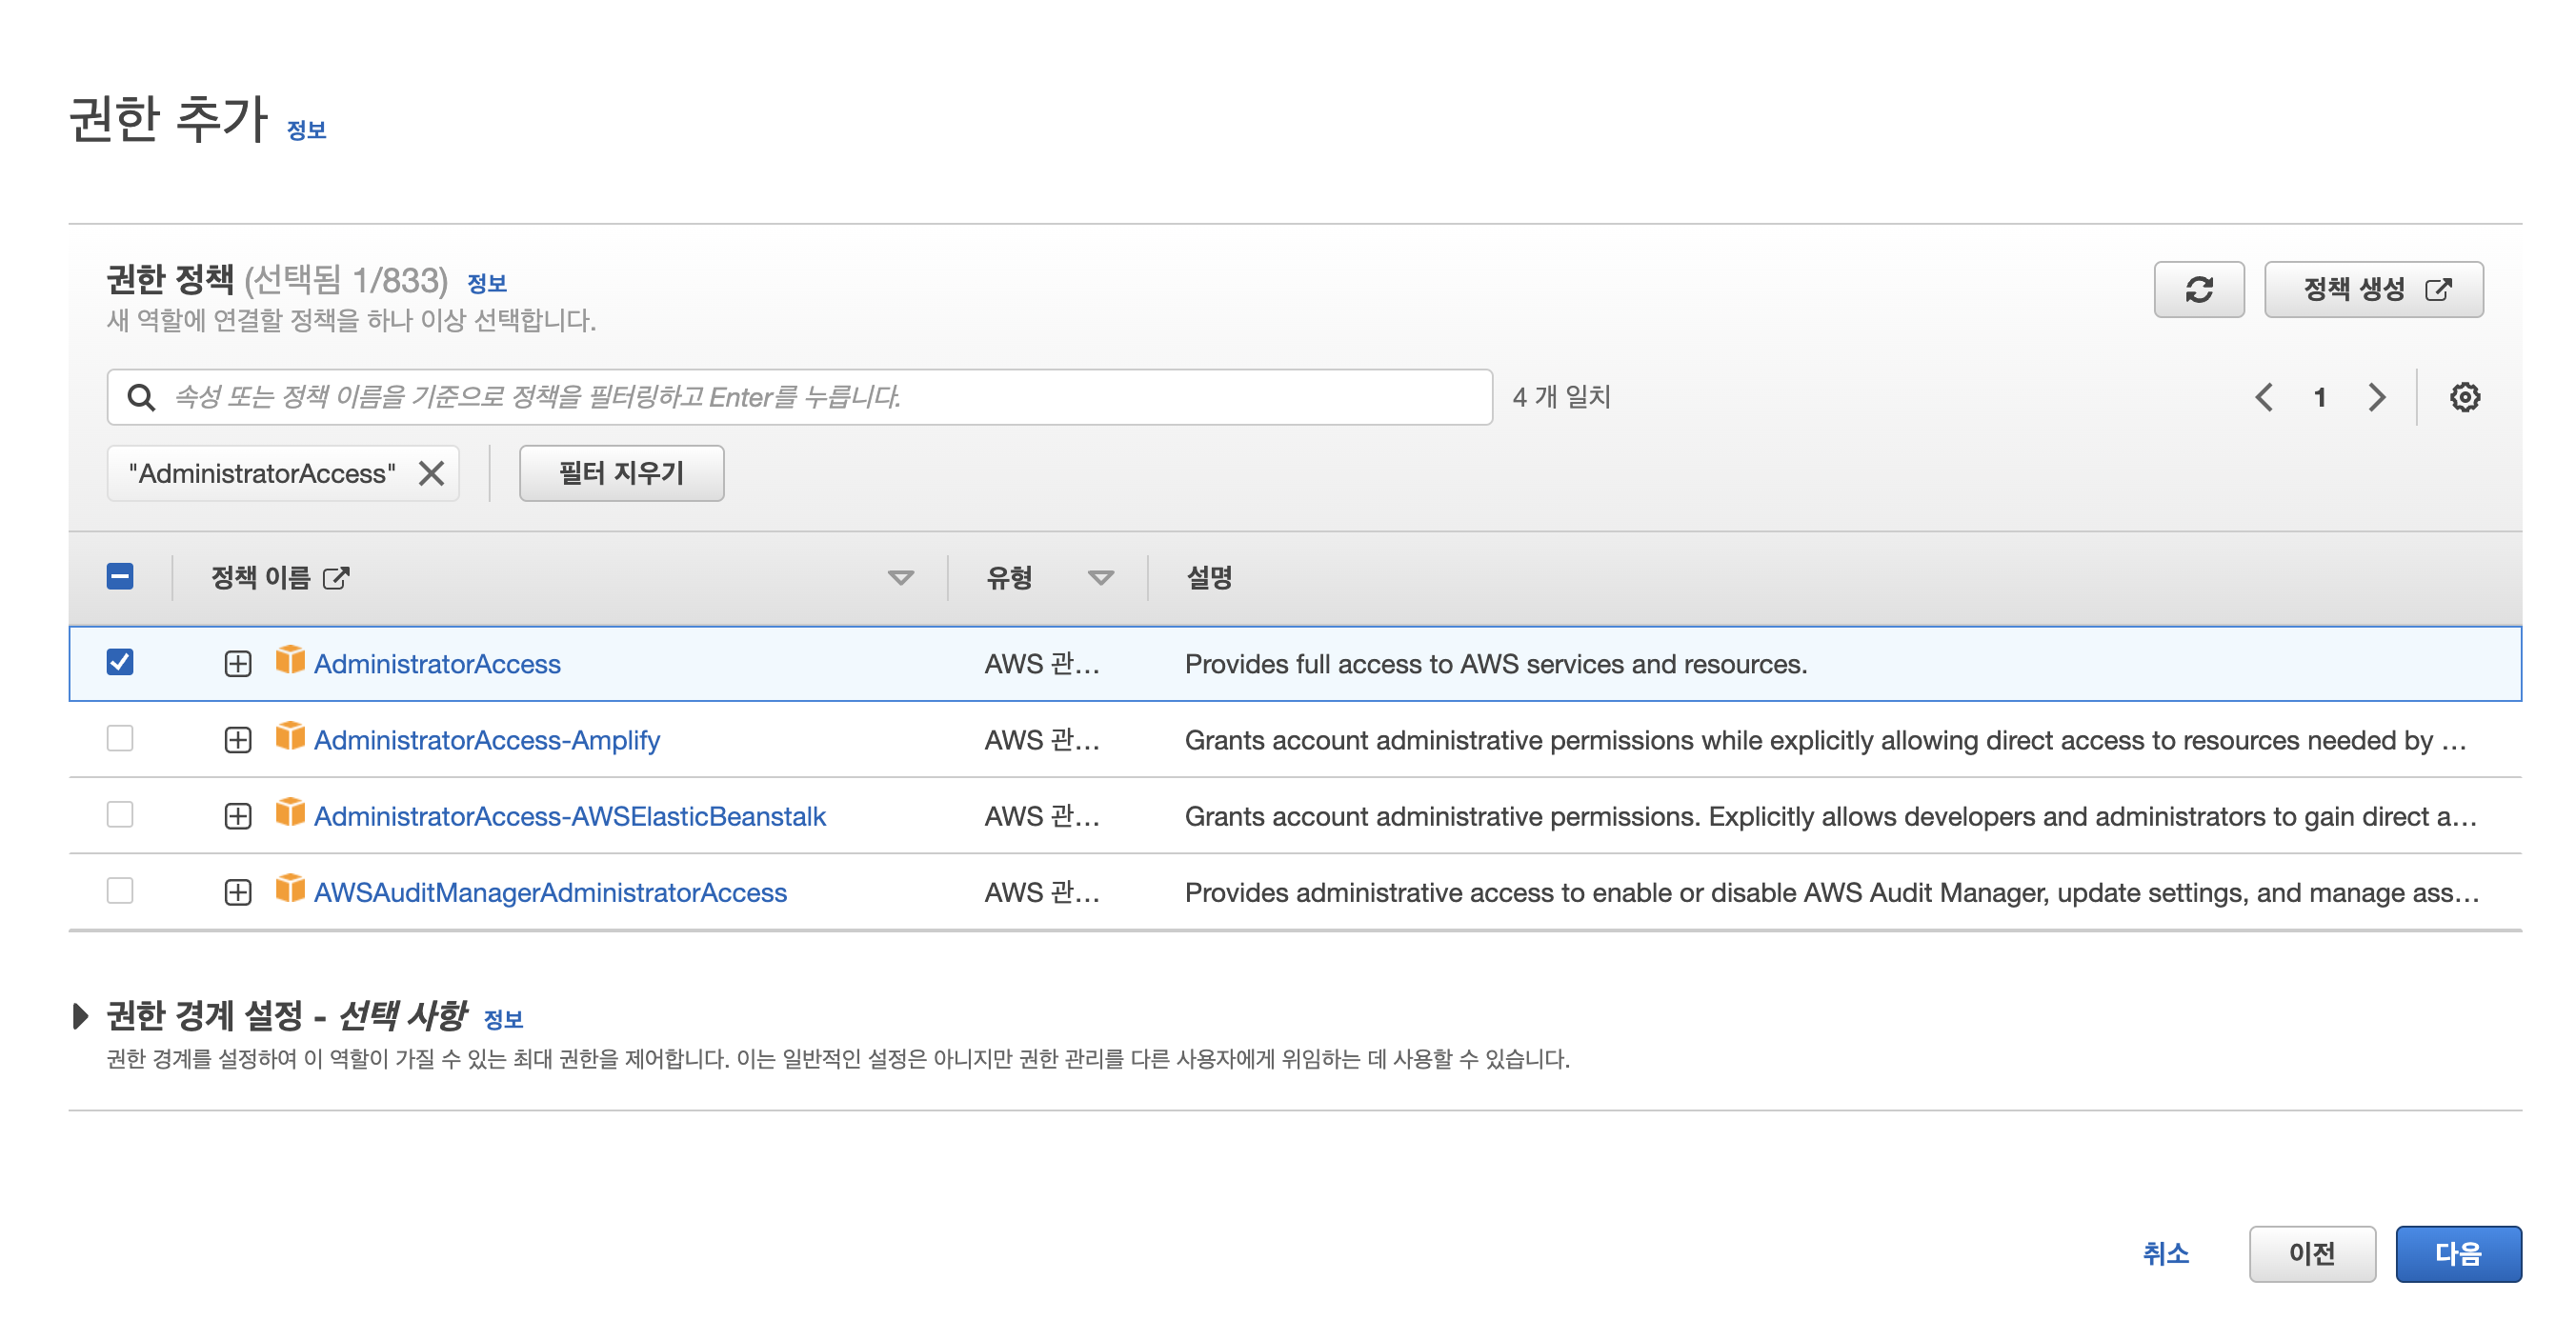 권한 추가 정보
권한 정책 (선택됨 1/833) 정보
새 역할에 연결할 정책을 하나 이상 선택합니다.
정책 생성
속성 또는 정책 이름을 기준으로 정책을 필터링하고 Enter를 누릅니다.
4 개 일치
1
"AdministratorAccess"
필터 지우기
정책 이름 유형 설명
AdministratorAccess AWS 관... Provides full access to AWS services and resources.
AdministratorAccess-Amplify AWS 관... Grants account administrative permissions while explicitly allowing direct access to resources needed by ...
AdministratorAccess-AWSElasticBeanstalk AWS 관... Grants account administrative permissions. Explicitly allows developers and administrators to gain direct a...
AWSAuditManagerAdministratorAccess AWS 관... Provides administrative access to enable or disable AWS Audit Manager, update settings, and manage ass...
권한 경계 설정 - 선택 사항 정보
권한 경계를 설정하여 이 역할이 가질 수 있는 최대 권한을 제어합니다. 이는 일반적인 설정은 아니지만 권한 관리를 다른 사용자에게 위임하는 데 사용할 수 있습니다.
취소 이전 다음